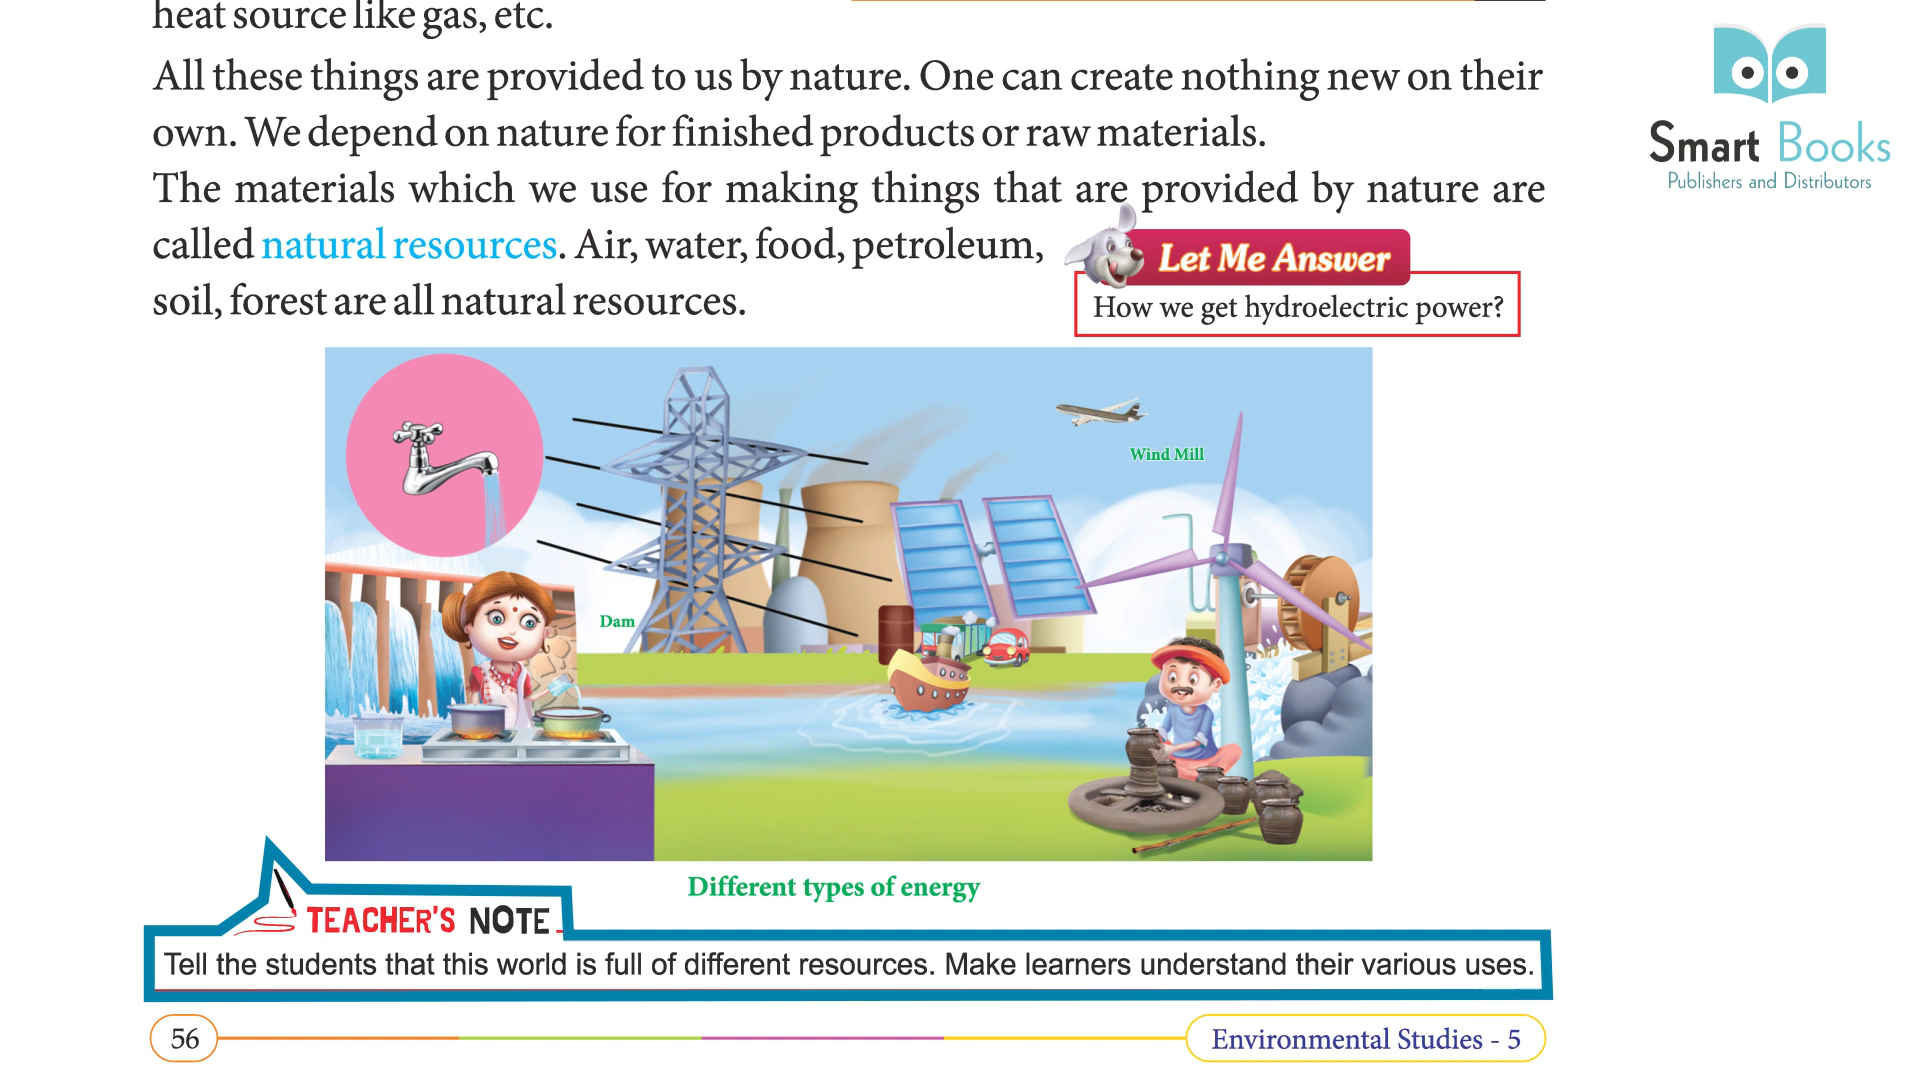 heat source like gas, etc.
All these things are provided to us by nature. One can create nothing new on their
own. We depend on nature for finished products or raw materials.
The materials which we use for making things that are provided by nature are
called natural resources. Air, water, food, petroleum,
soil, forest are all natural resources.
Let Me Answer
How we get hydroelectric power?
Wind Mill
Dam
Different types of energy
TEACHER'S NOTE
Tell the students that this world is full of different resources. Make learners understand their various uses.
56
Environmental Studies - 5
Smart Books
Publishers and Distributors